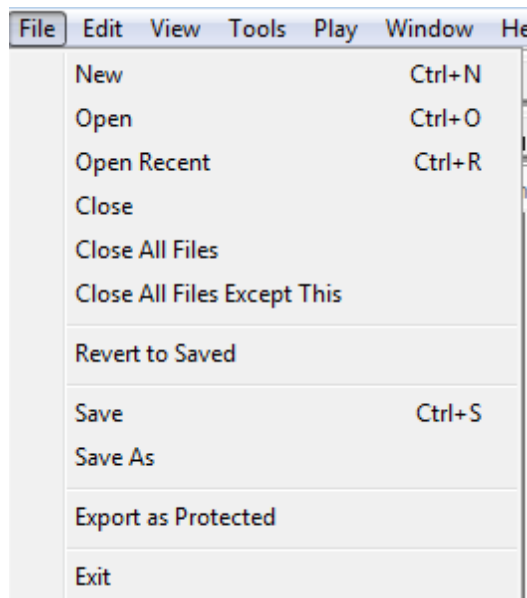 File Edit View Tools Play Window
New Ctrl+N
Open Ctrl+O
Open Recent Ctrl+R
Close
Close All Files
Close All Files Except This
Revert to Saved
Save Ctrl+S
Save As
Export as Protected
Exit